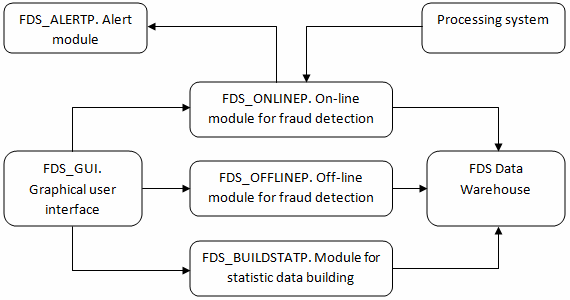 FDS_ALERTP. Alert
module
Processing system
FDS_ONLINEP. On-line
module for fraud detection
FDS_GUI.
Graphical user
interface
FDS_OFFLINEP. Off-line
module for fraud detection
FDS Data
Warehouse
FDS_BUILDSTATP. Module for
statistic data building